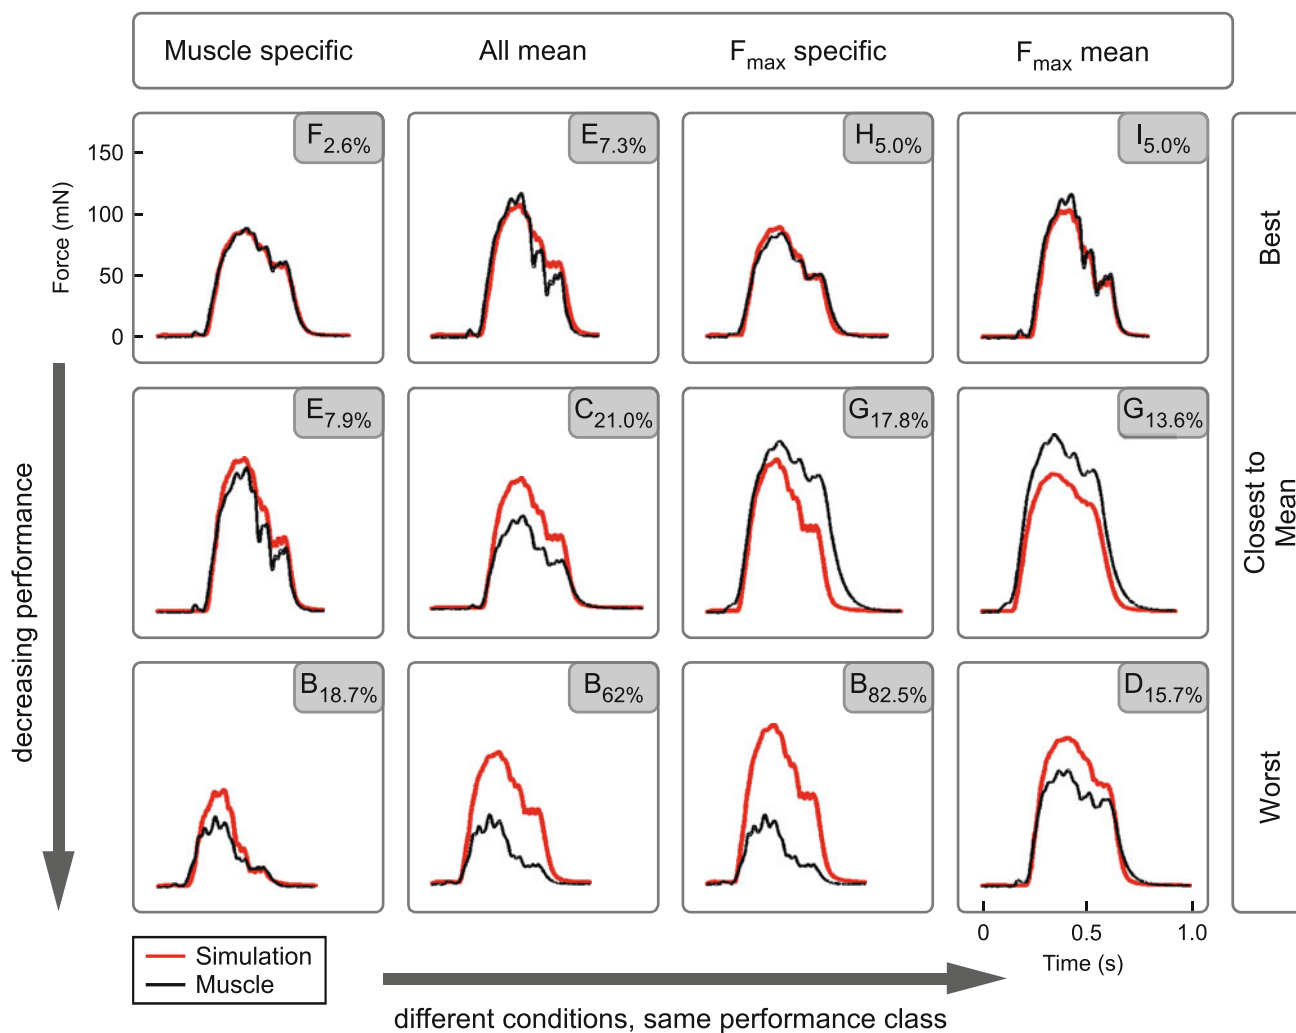 Muscle specific All mean Fmax specific Fmax mean
F2.6% E7.3% H5.0% I5.0%
150
100
50
0
Force (mN)
Best
E7.9% C21.0% G17.8% G13.6%
decreasing performance
Closest to
Mean
B18.7% B62% B82.5% D15.7%
Worst
0 0.5 1.0
Time (s)
Simulation
Muscle
different conditions, same performance class